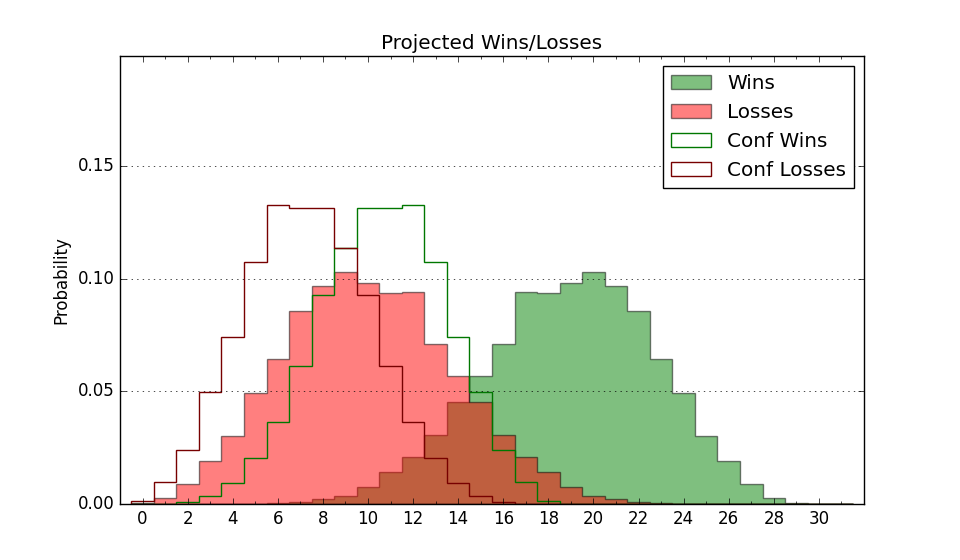 Projected Wins/Losses
Wins
Losses
Conf Wins
Conf Losses
Probability
0.15
0.10
0.05
0.00
0 2 4 6 8 10 12 14 16 18 20 22 24 26 28 30